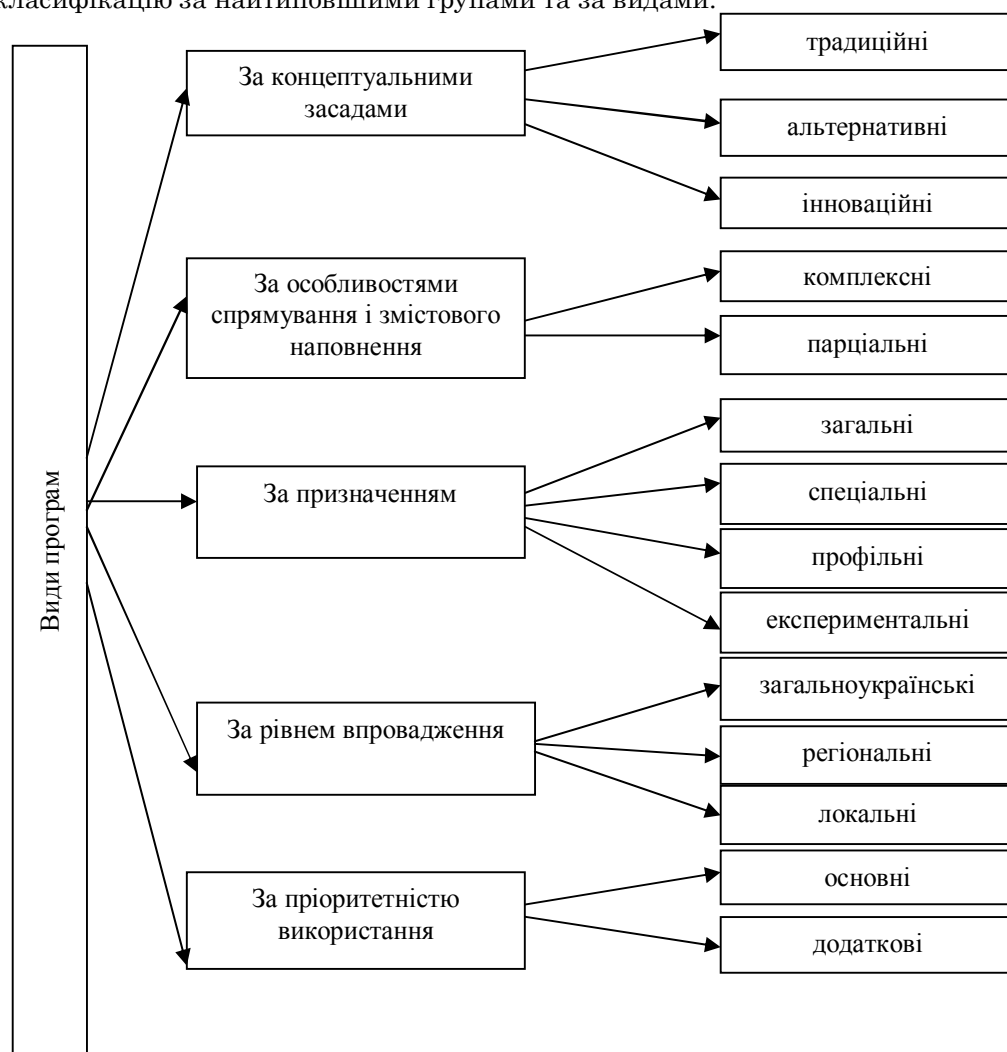 класифікацію за найтиповішими групами та за видами.
Види програм
За концептуальними
засадами
традиційні
альтернативні
інноваційні
За особливостями
спрямування і змістового
наповнення
комплексні
парціальні
За призначенням
загальні
спеціальні
профільні
експериментальні
За рівнем впровадження
загальноукраїнські
регіональні
локальні
За пріоритетністю
використання
основні
додаткові